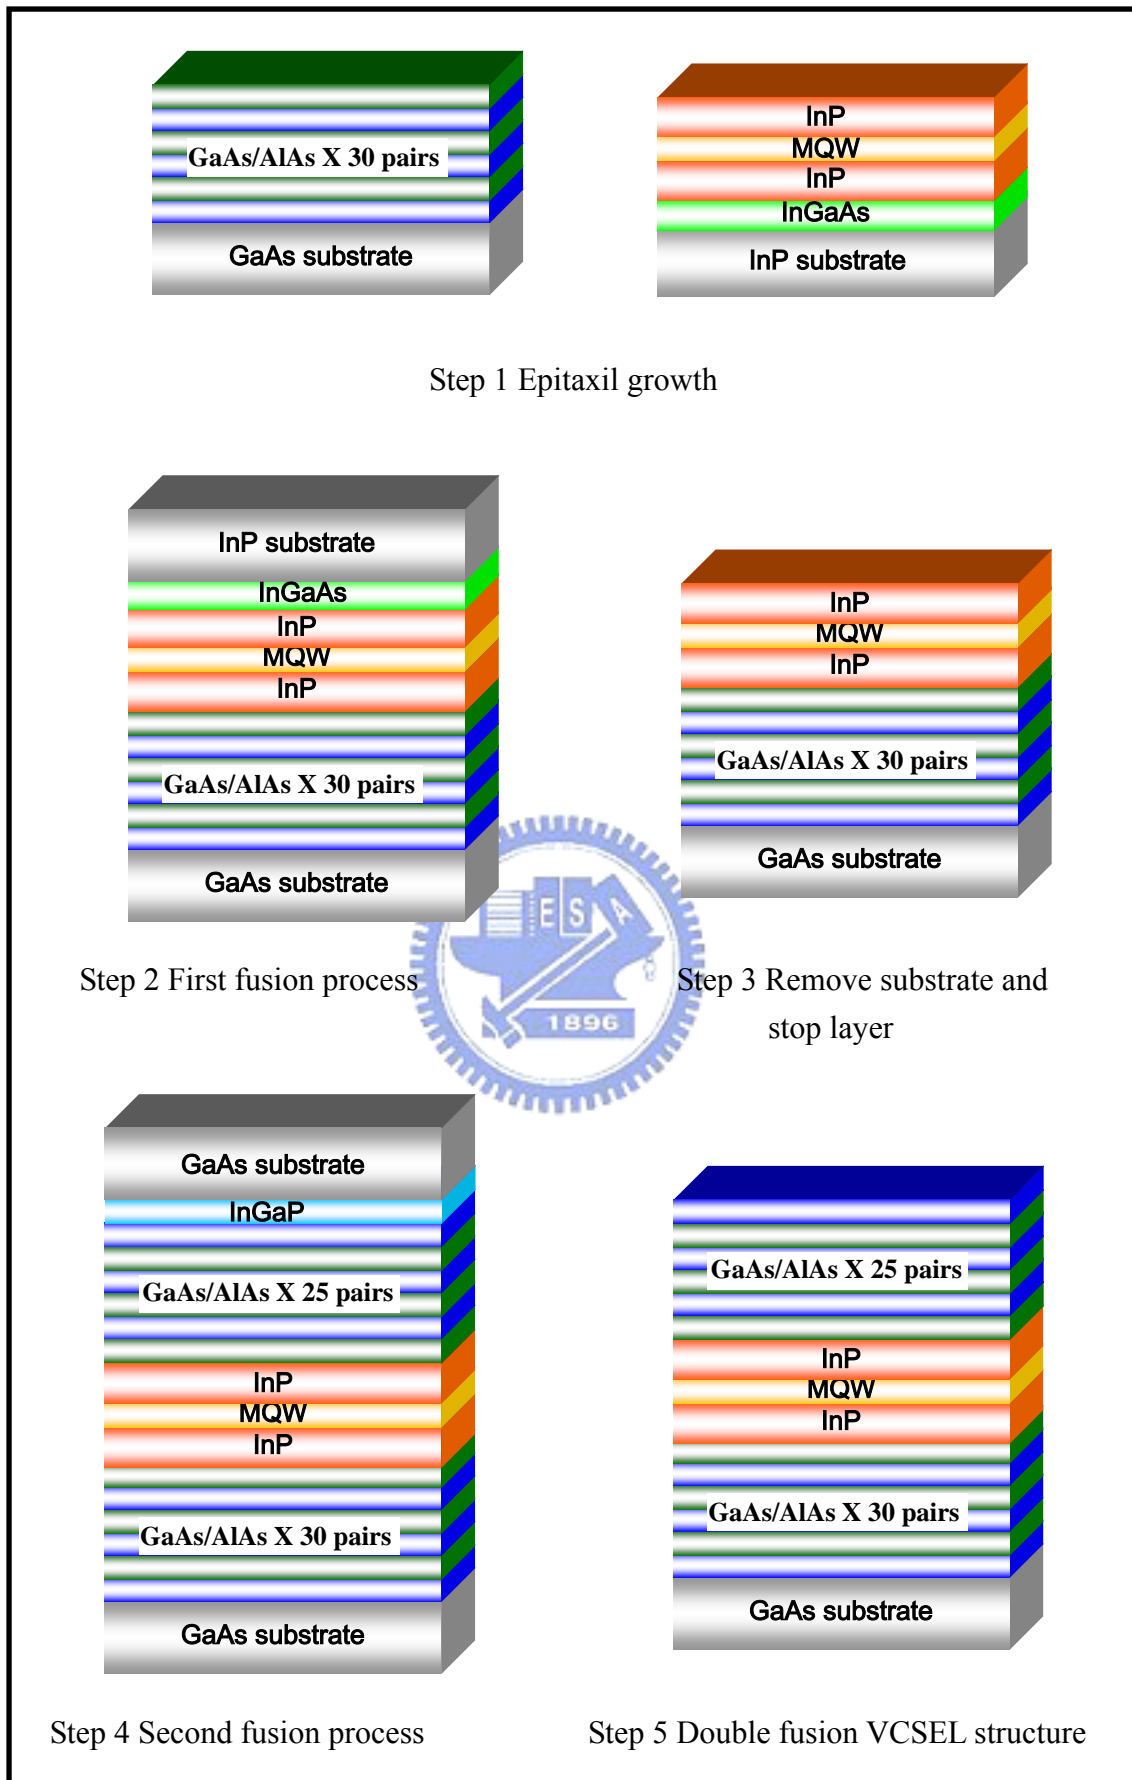 GaAs/AlAs X 30 pairs
GaAs substrate
InP
MQW
InP
InGaAs
InP substrate
Step 1 Epitaxil growth
InP substrate
InGaAs
InP
MQW
InP
GaAs/AlAs X 30 pairs
GaAs substrate
InP
MQW
InP
GaAs/AlAs X 30 pairs
GaAs substrate
E S A
1896
Step 2 First fusion process
Step 3 Remove substrate and
stop layer
GaAs substrate
InGaP
GaAs/AlAs X 25 pairs
InP
MQW
InP
GaAs/AlAs X 30 pairs
GaAs substrate
GaAs/AlAs X 25 pairs
InP
MQW
InP
GaAs/AlAs X 30 pairs
GaAs substrate
Step 4 Second fusion process
Step 5 Double fusion VCSEL structure